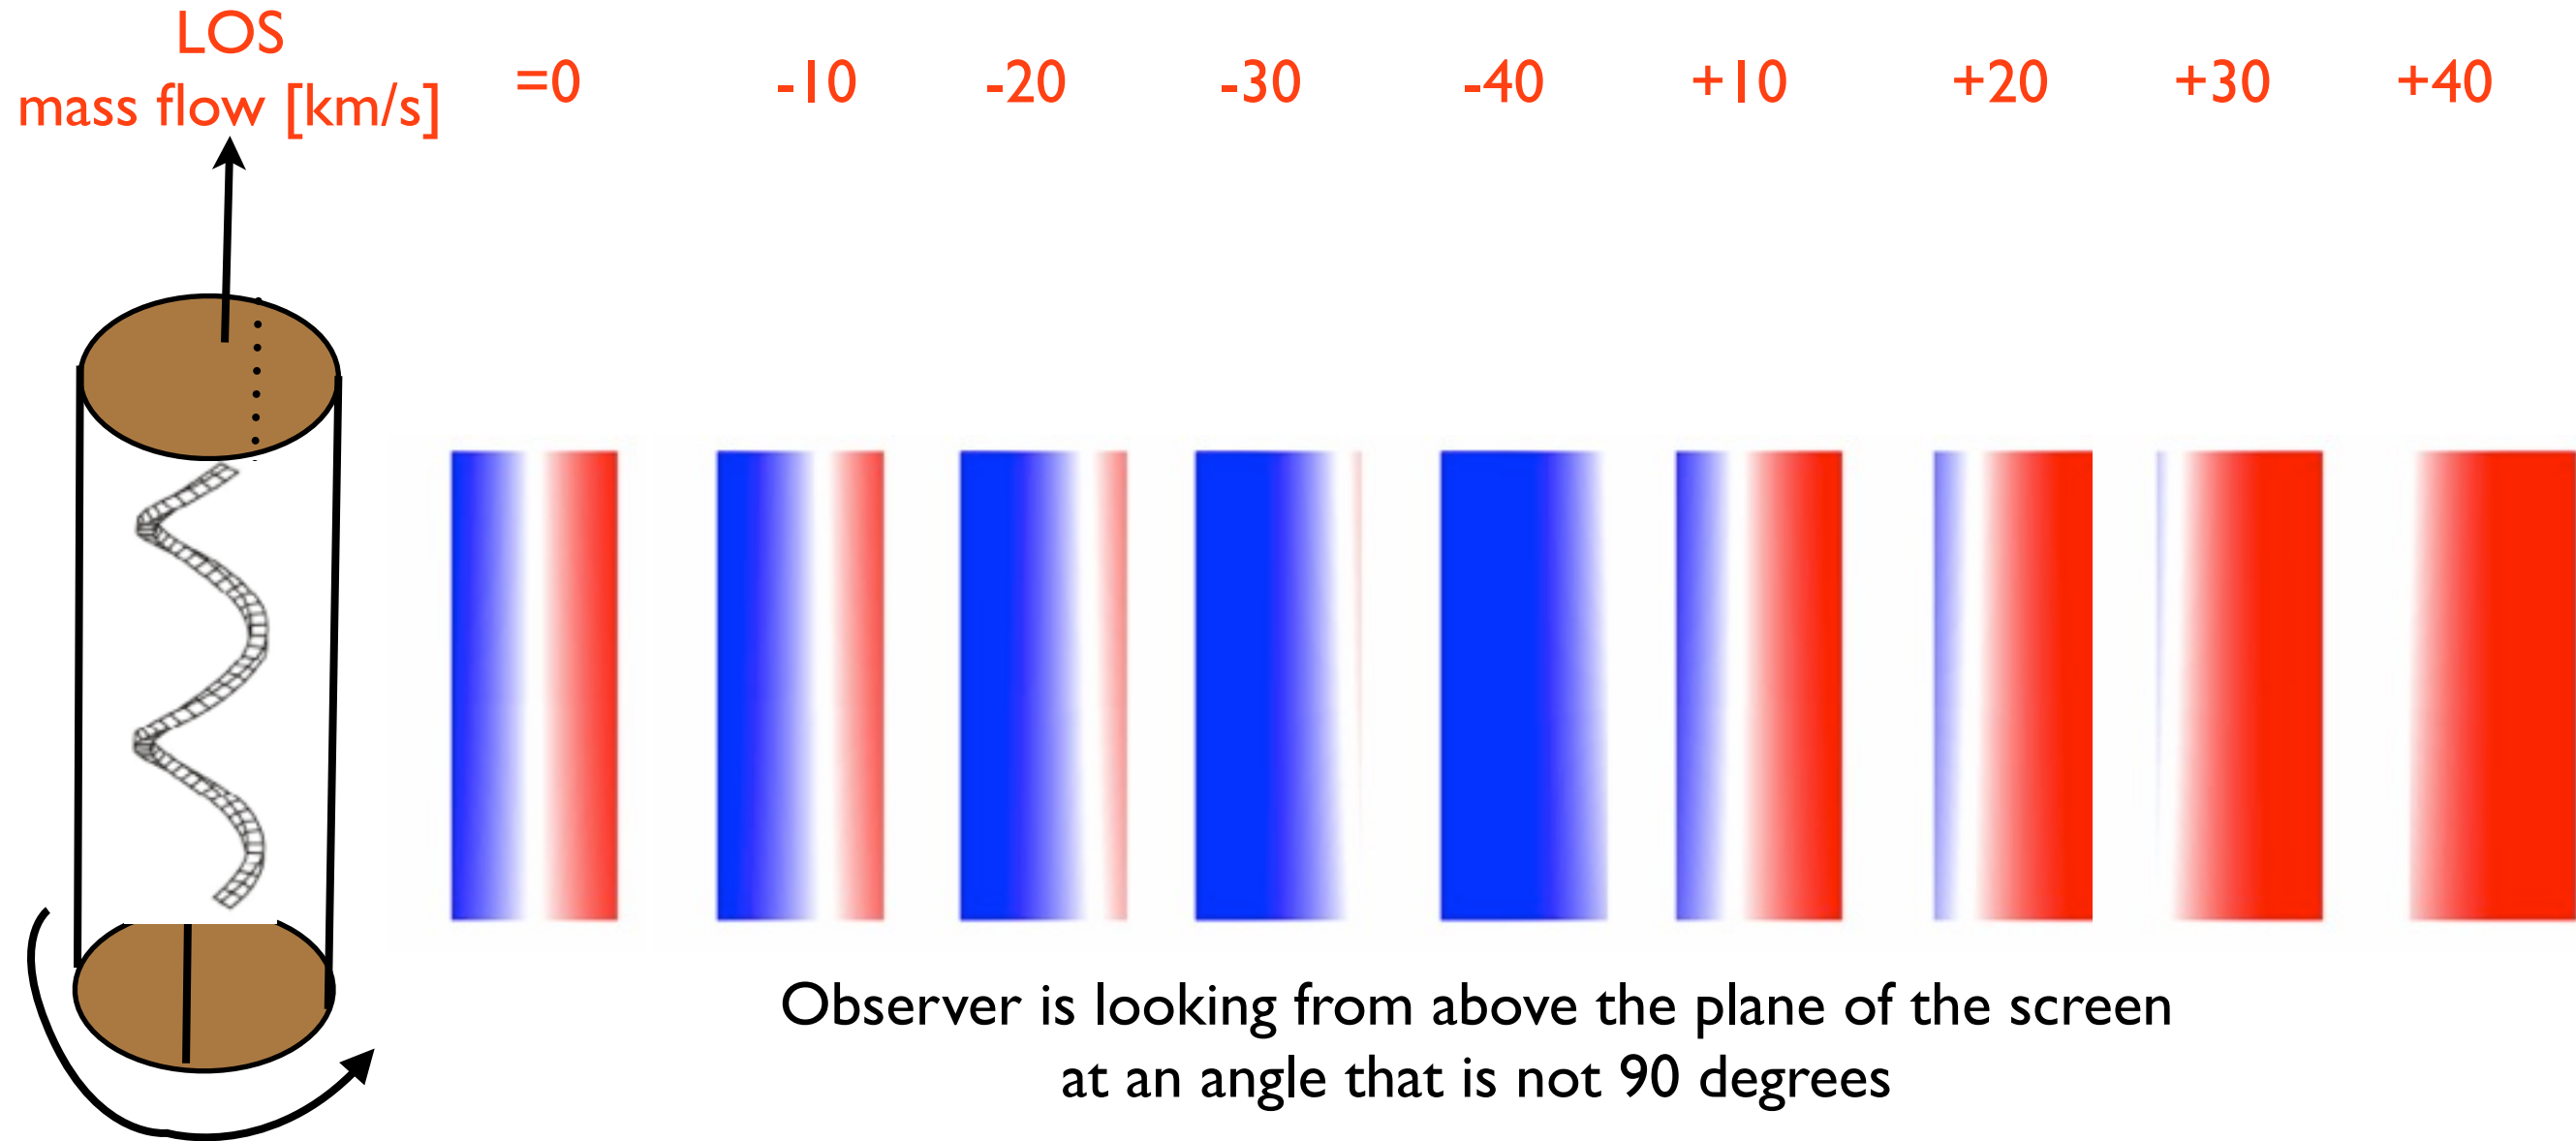 LOS
mass flow [km/s]
=0
-10
-20
-30
-40
+10
+20
+30
+40
Observer is looking from above the plane of the screen
at an angle that is not 90 degrees